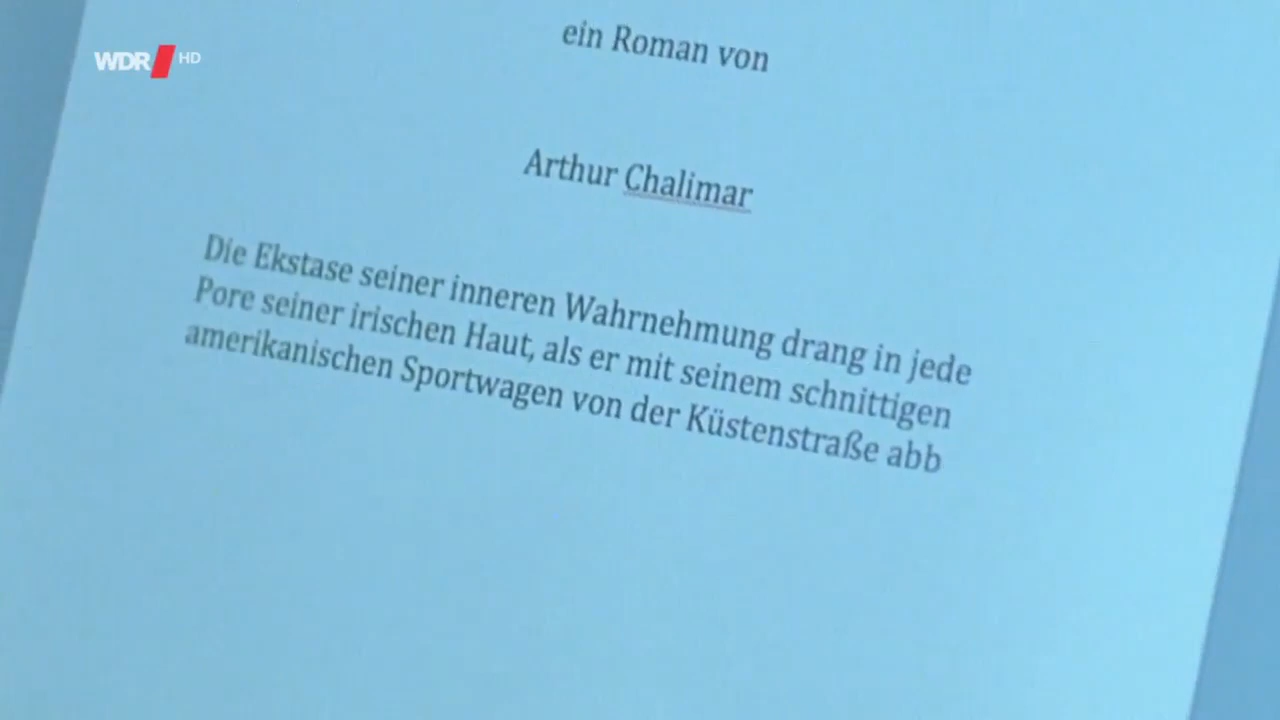 WDR HD
ein Roman von
Arthur Chalimar
Die Ekstase seiner inneren Wahrnehmung drang in jede
Pore seiner irischen Haut, als er mit seinem schnittigen
amerikanischen Sportwagen von der Küstenstraße abb